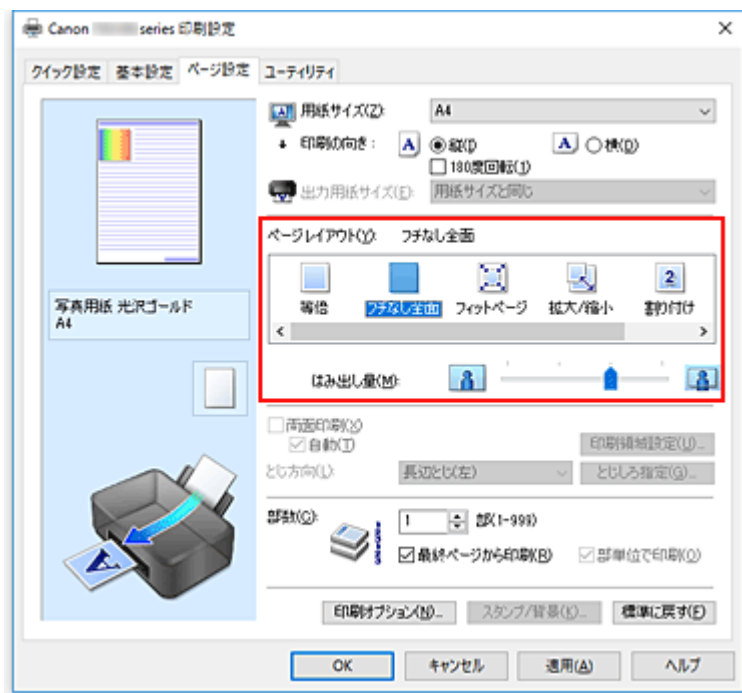 Canon series 印刷設定
クイック設定 基本設定 ページ設定 ユーティリティ
用紙サイズ(Z): A4
印刷の向き: A 縦(I) A 横(D)
180度回転(1)
出力用紙サイズ(E): 用紙サイズと同じ
ページレイアウト(Y): フチなし全面
等倍 フチなし全面 フィットページ 拡大/縮小 割り付け
2
はみ出し量(M):
写真用紙 光沢ゴールド
A4
両面印刷(X)
自動(T)
印刷領域設定(U)...
とじ方向(L): 長辺とじ(左) とじしろ指定(G)...
部数(C): 1 部(1-999)
最終ページから印刷(R) 部単位で印刷(O)
A
印刷オプション(N)... スタンプ/背景(K)... 標準に戻す(F)
OK キャンセル 適用(A) ヘルプ